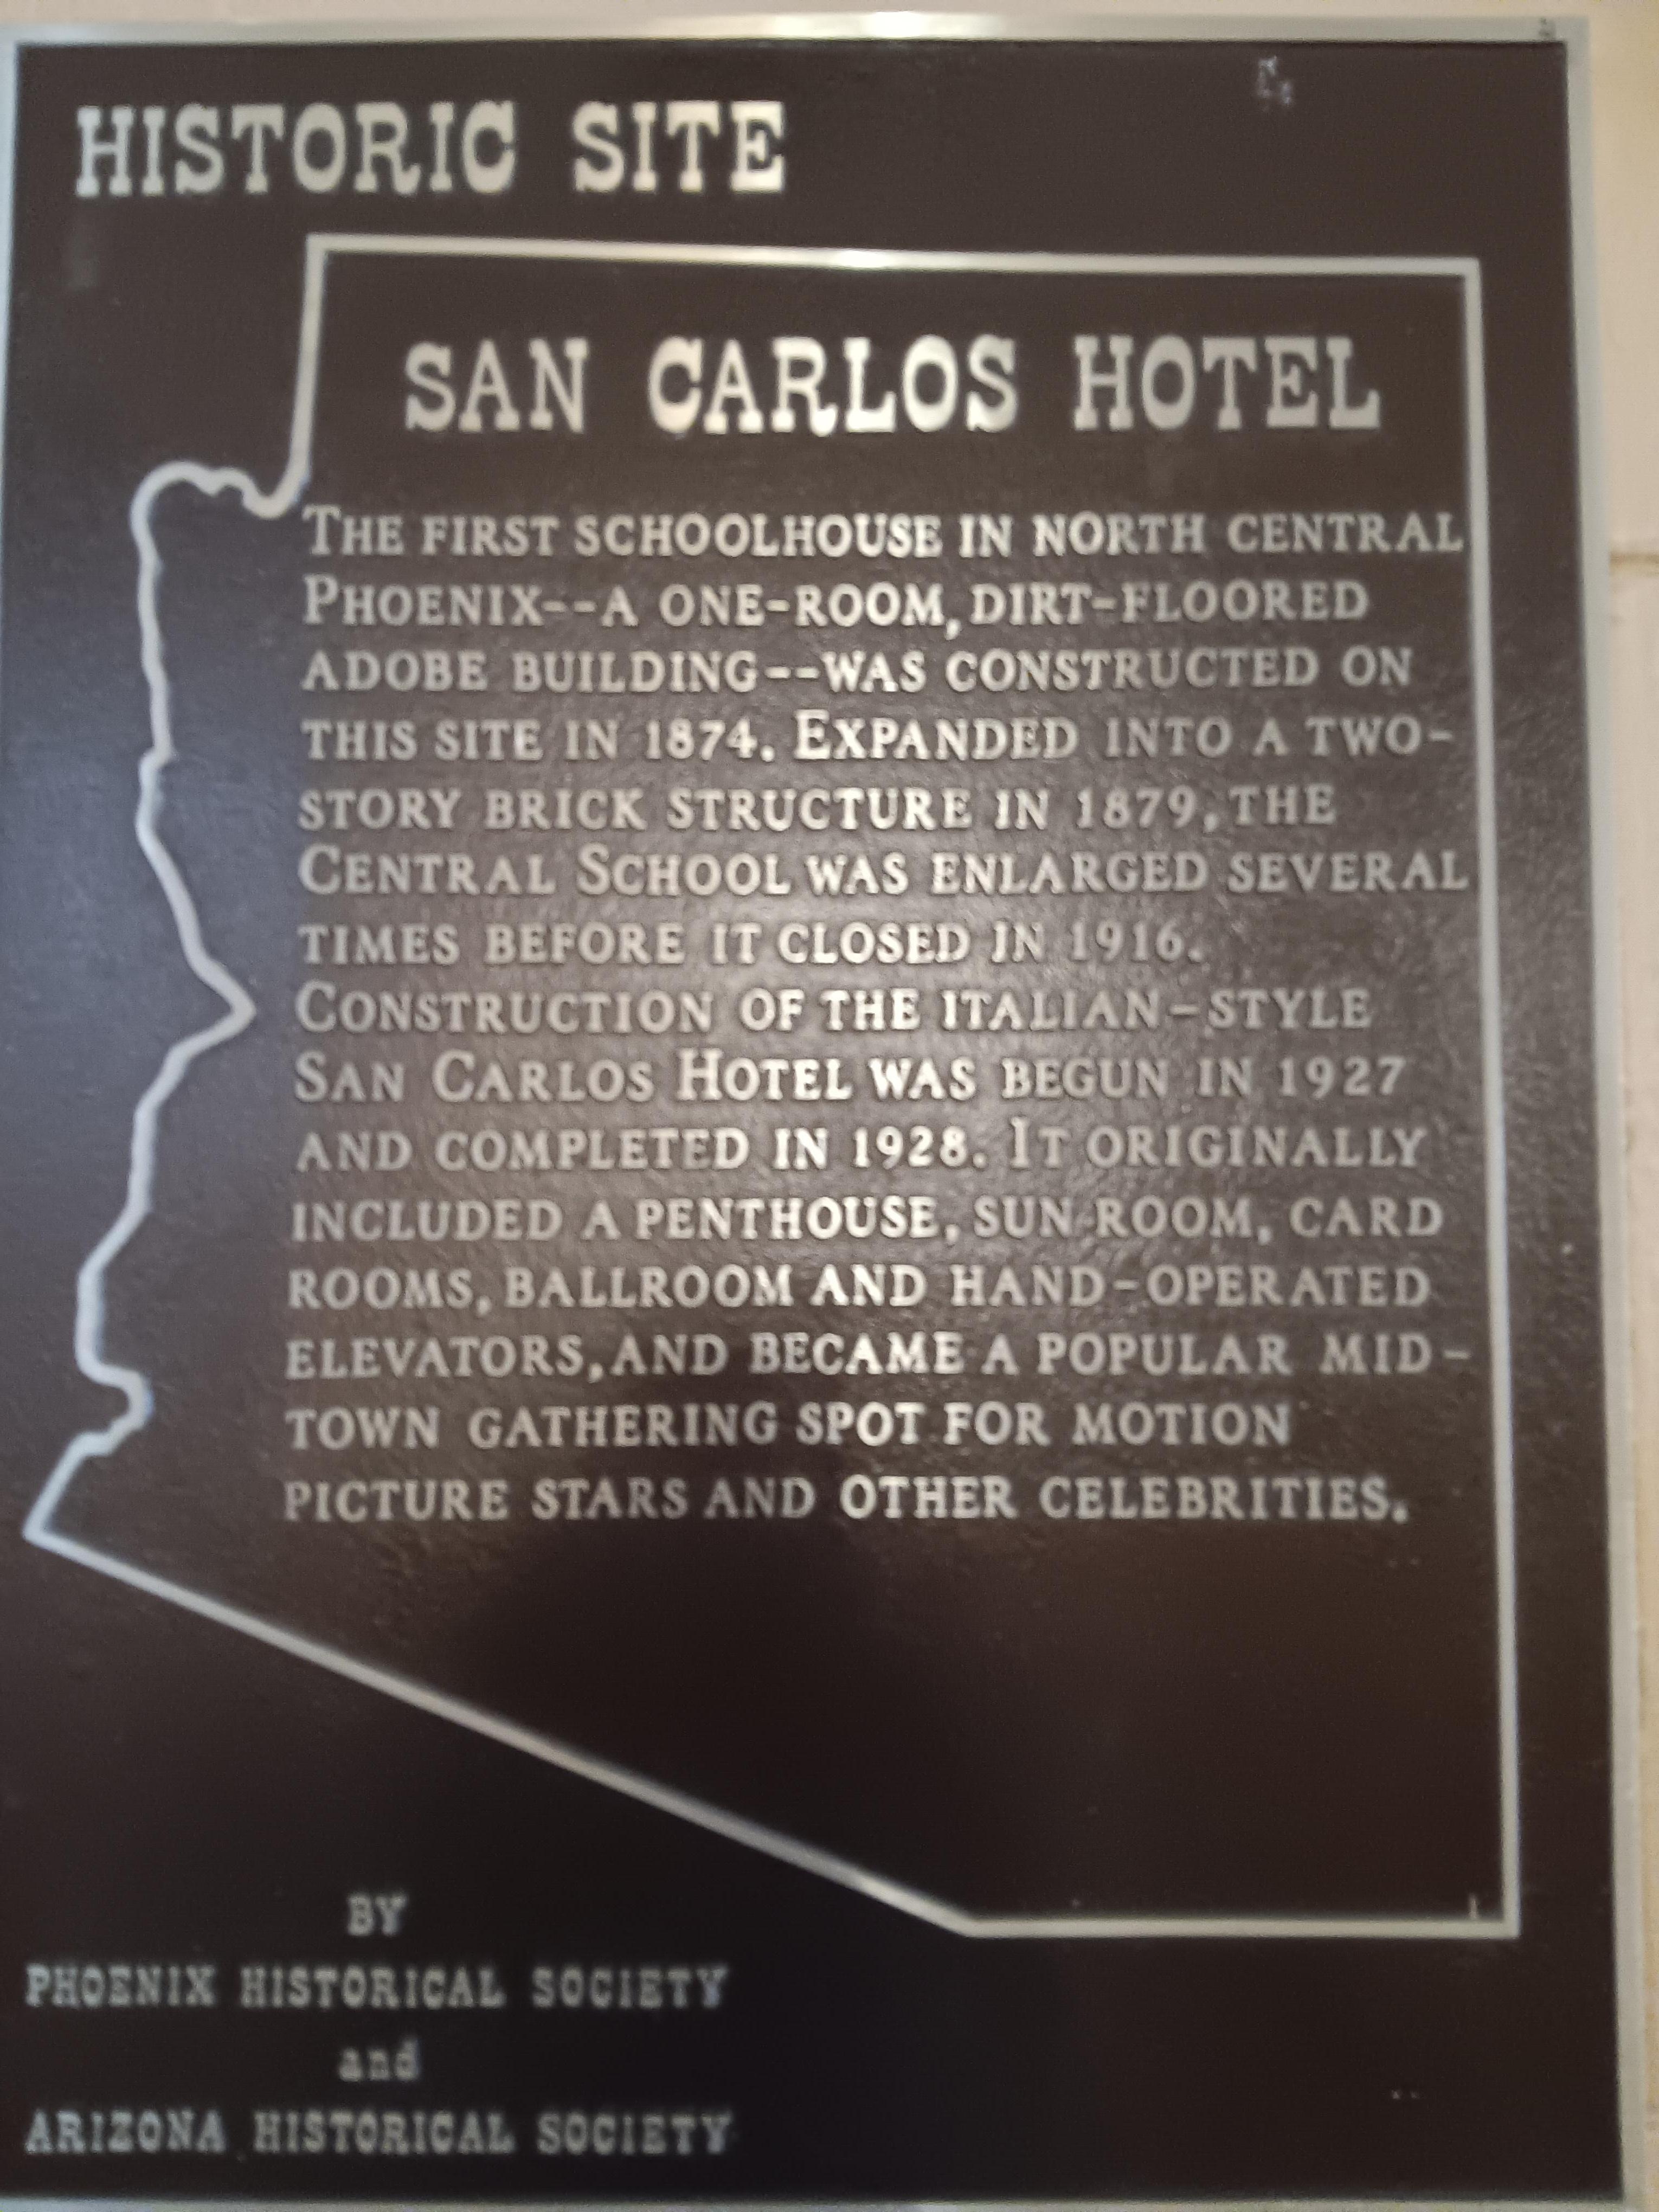 HISTORIC SITE
SAN CARLOS HOTEL
THE FIRST SCHOOLHOUSE IN NORTH CENTRAL
PHOENIX--A ONE-ROOM, DIRT-FLOORED
ADOBE BUILDING--WAS CONSTRUCTED ON
THIS SITE IN 1874. EXPANDED INTO A TWO-
STORY BRICK STRUCTURE IN 1879, THE
CENTRAL SCHOOL WAS ENLARGED SEVERAL
TIMES BEFORE IT CLOSED IN 1916.
CONSTRUCTION OF THE ITALIAN-STYLE
SAN CARLOS HOTEL WAS BEGUN IN 1927
AND COMPLETED IN 1928. IT ORIGINALLY
INCLUDED A PENTHOUSE, SUN-ROOM, CARD
ROOMS, BALLROOM AND HAND-OPERATED
ELEVATORS, AND BECAME A POPULAR MID-
TOWN GATHERING SPOT FOR MOTION
PICTURE STARS AND OTHER CELEBRITIES.
BY
PHOENIX HISTORICAL SOCIETY
and
ARIZONA HISTORICAL SOCIETY